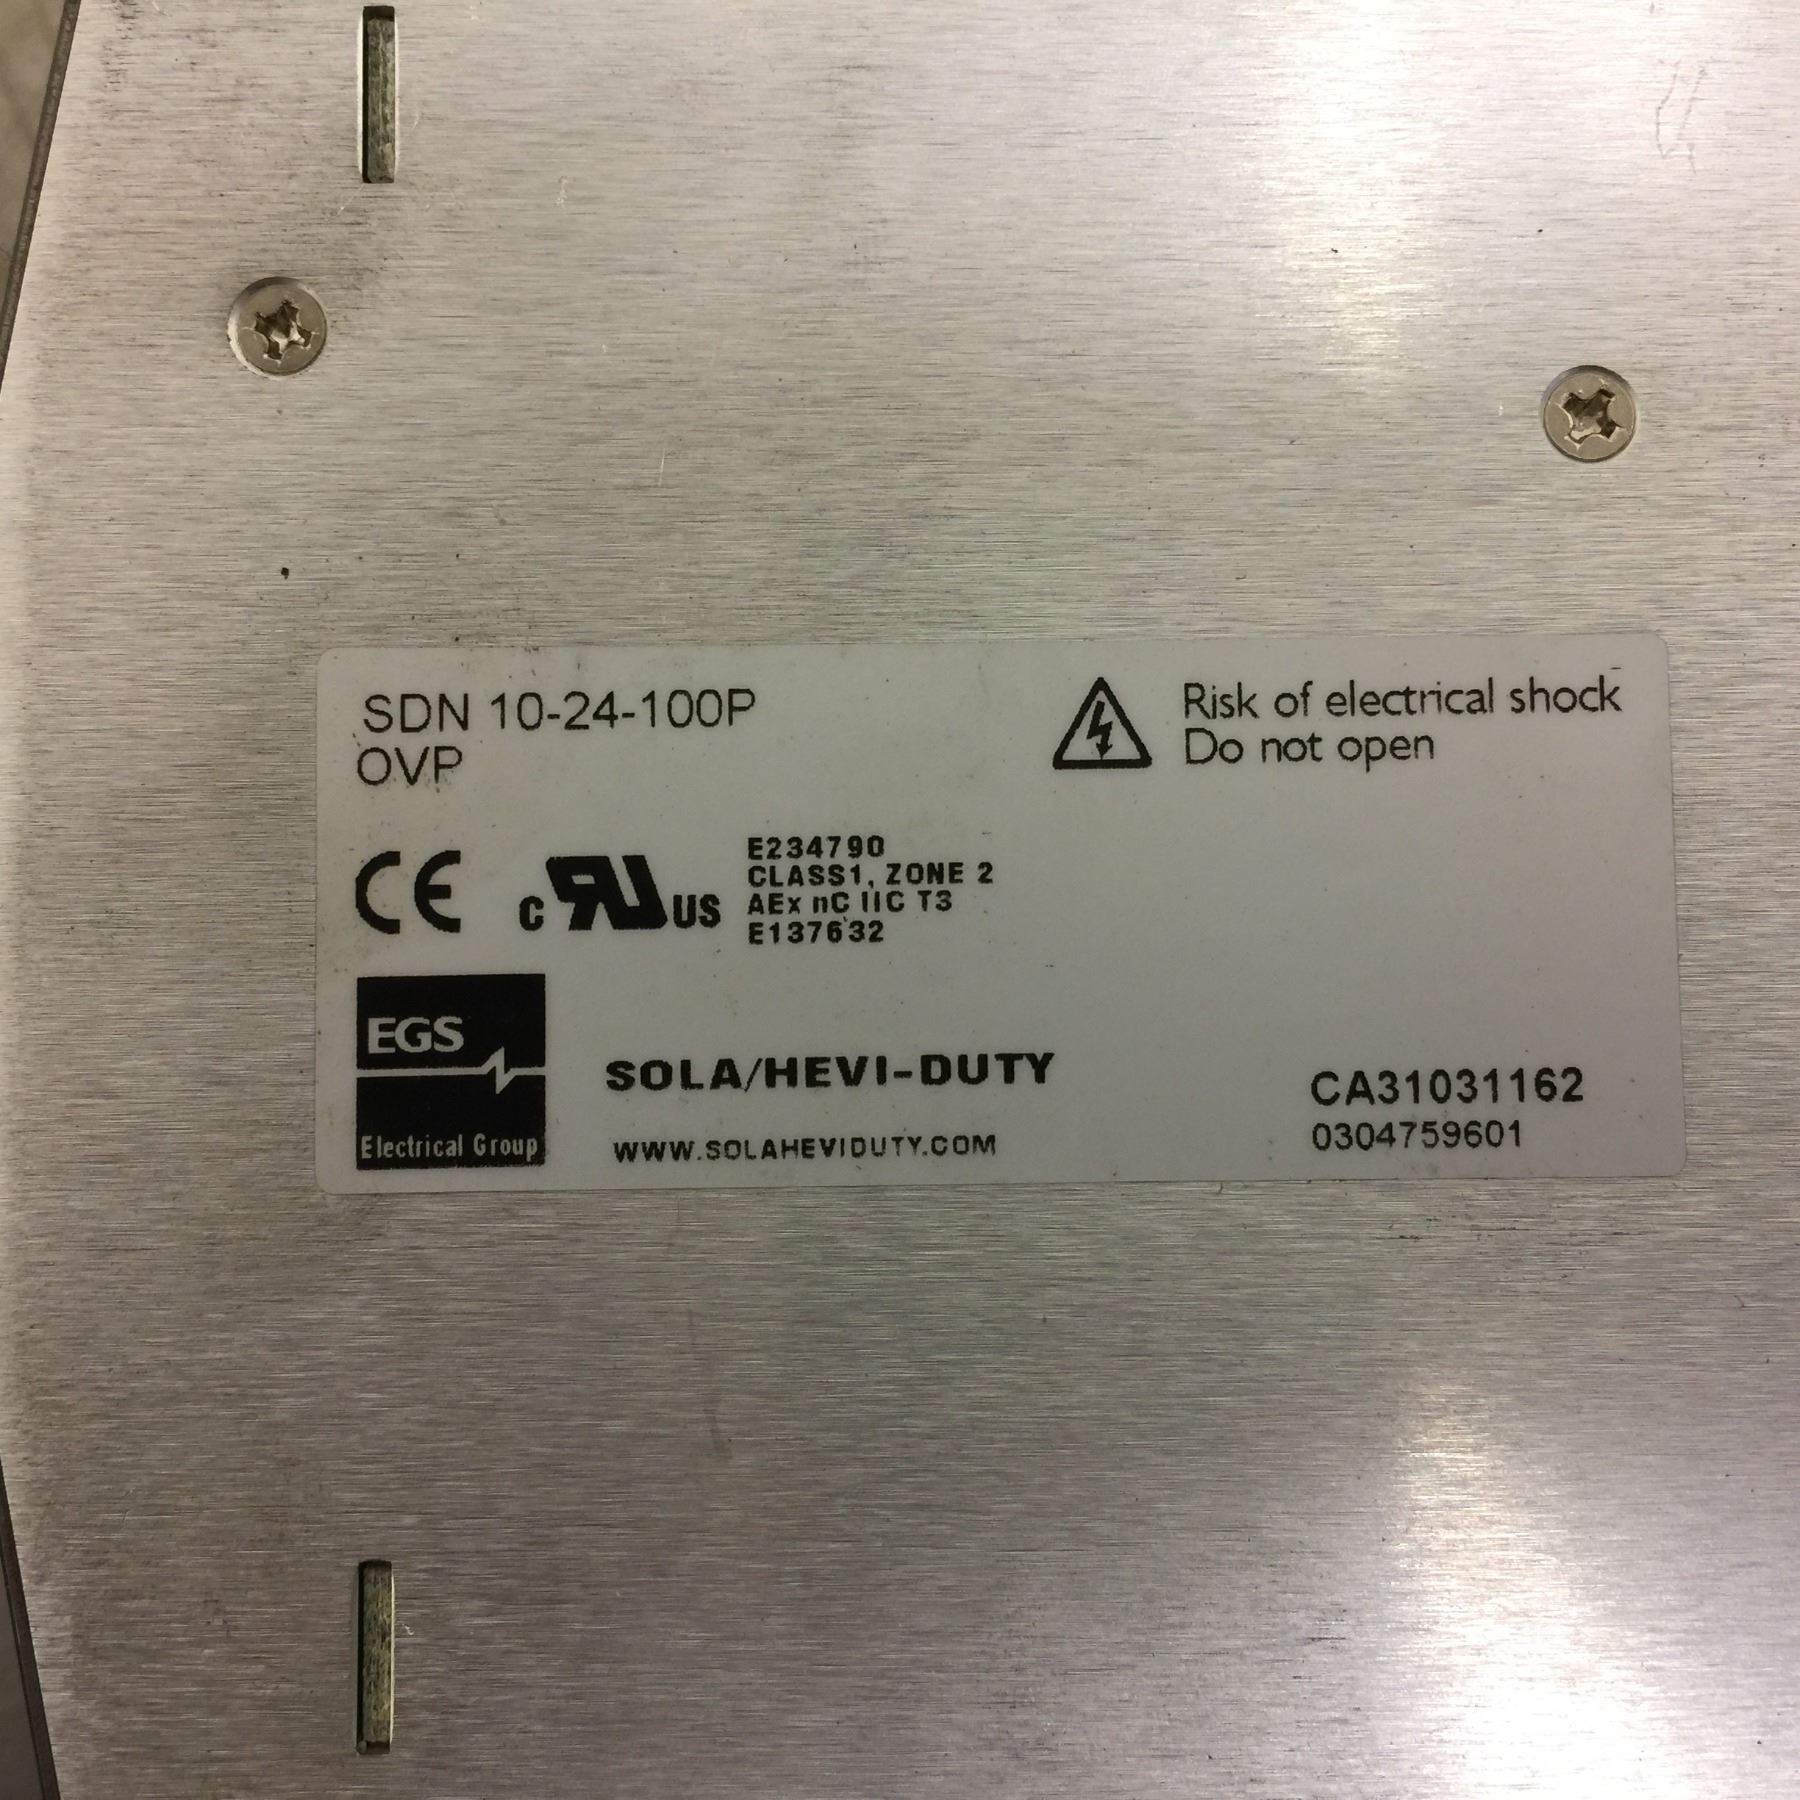 SDN 10-24-100P
OVP
Risk of electrical shock
Do not open
CE
c RU US
E234790
CLASS1, ZONE 2
AEx nC IIC T3
E137632
EGS
Electrical Group
SOLA/HEVI-DUTY
WWW.SOLAHEVIDUTY.COM
CA31031162
0304759601